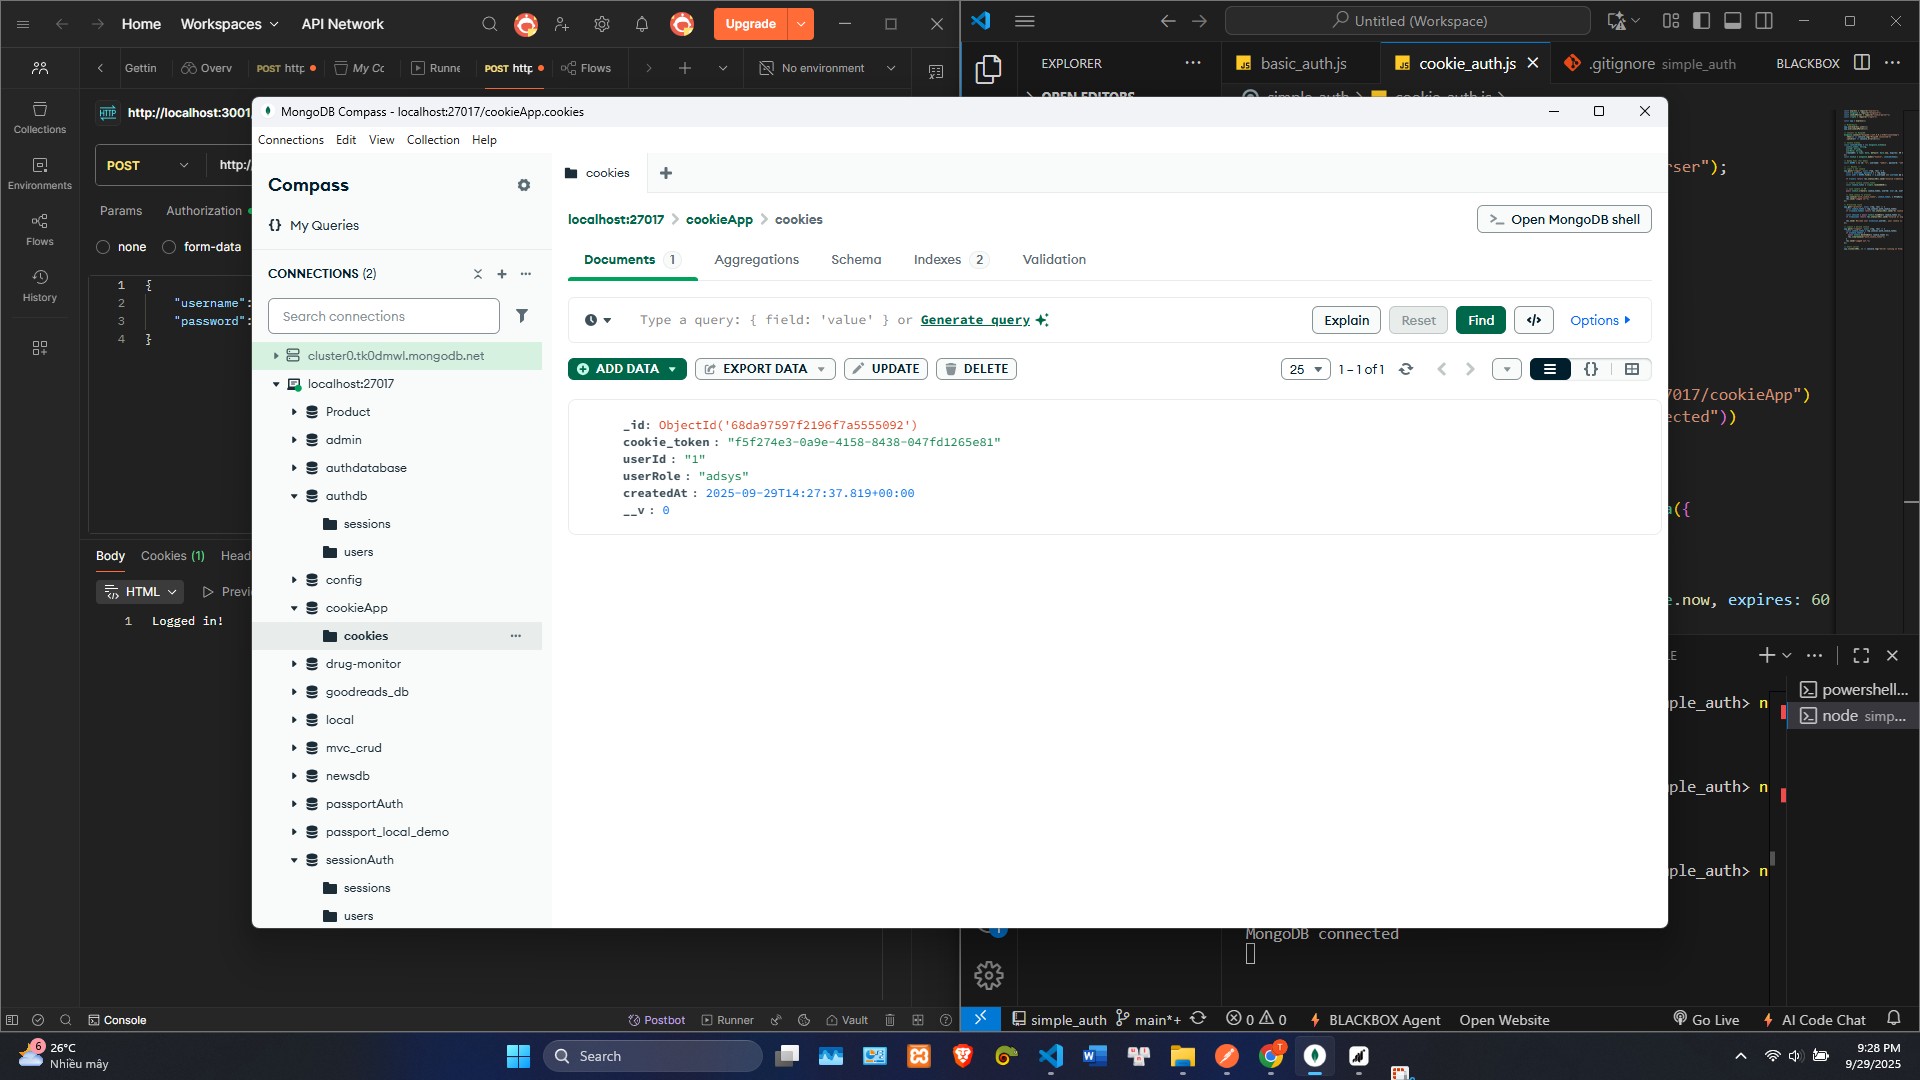 Home
Workspaces
API Network
Upgrade
Gettin
Overv
POST http
My Cc
Runne
POST http
Flows
No environment
Collections
Environments
Flows
History
http://localhost:3001
POST
http:/
Params
Authorization
none
form-data
1 {
2 "username":
3 "password":
4 }
Body
Cookies (1)
Head
HTML
Previ
1 Logged in!
Console
Postbot
Runner
Vault
MongoDB Compass - localhost:27017/cookieApp.cookies
Connections
Edit
View
Collection
Help
Compass
{} My Queries
CONNECTIONS (2)
Search connections
cluster0.tk0dmwl.mongodb.net
localhost:27017
Product
admin
authdatabase
authdb
sessions
users
config
cookieApp
cookies
drug-monitor
goodreads_db
local
mvc_crud
newsdb
passportAuth
passport_local_demo
sessionAuth
sessions
users
cookies
localhost:27017 > cookieApp > cookies
>_ Open MongoDB shell
Documents 1
Aggregations
Schema
Indexes 2
Validation
Type a query: { field: 'value' } or Generate query
Explain
Reset
Find
</>
Options
ADD DATA
EXPORT DATA
UPDATE
DELETE
25
1 – 1 of 1
{}
_id: ObjectId('68da97597f2196f7a5555092')
cookie_token : "f5f274e3-0a9e-4158-8438-047fd1265e81"
userId : "1"
userRole : "adsys"
createdAt : 2025-09-29T14:27:37.819+00:00
__v : 0
Untitled (Workspace)
EXPLORER
OPEN EDITORS
basic_auth.js
cookie_auth.js
.gitignore simple_auth
BLACKBOX
simple_auth > cookie_auth.js >
rser");
7017/cookieApp")
ected"))
a({
e.now, expires: 60
LE
powershell...
node simp...
ple_auth> n
ple_auth> n
ple_auth> n
MongoDB connected
simple_auth
main*+
0
0
BLACKBOX Agent
Open Website
Go Live
AI Code Chat
6
26°C
Nhiều mây
Search
T
9:28 PM
9/29/2025